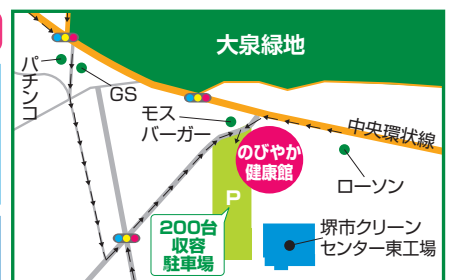 大泉緑地
パチンコ
GS
モス
バーガー
中央環状線
のびやか
健康館
ローソン
P
200台
収容
駐車場
堺市クリーン
センター東工場